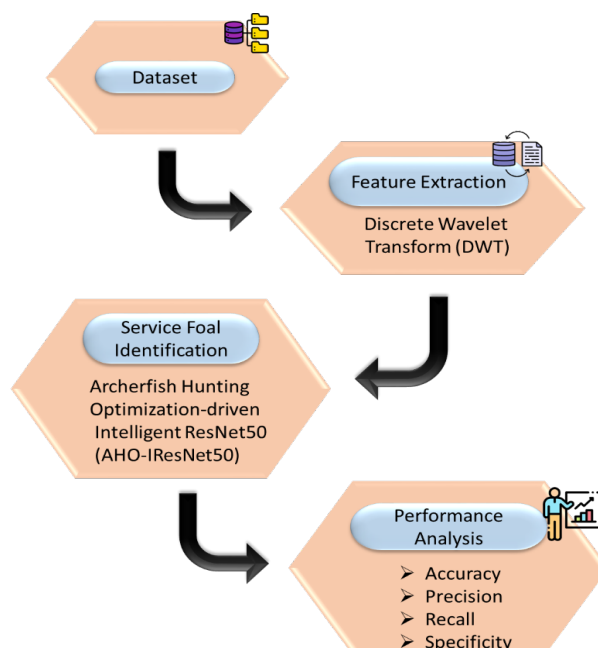 Dataset
Feature Extraction
Discrete Wavelet
Transform (DWT)
Service Foal
Identification
Archerfish Hunting
Optimization-driven
Intelligent ResNet50
(AHO-IResNet50)
Performance
Analysis
➢ Accuracy
➢ Precision
➢ Recall
➢ Specificity